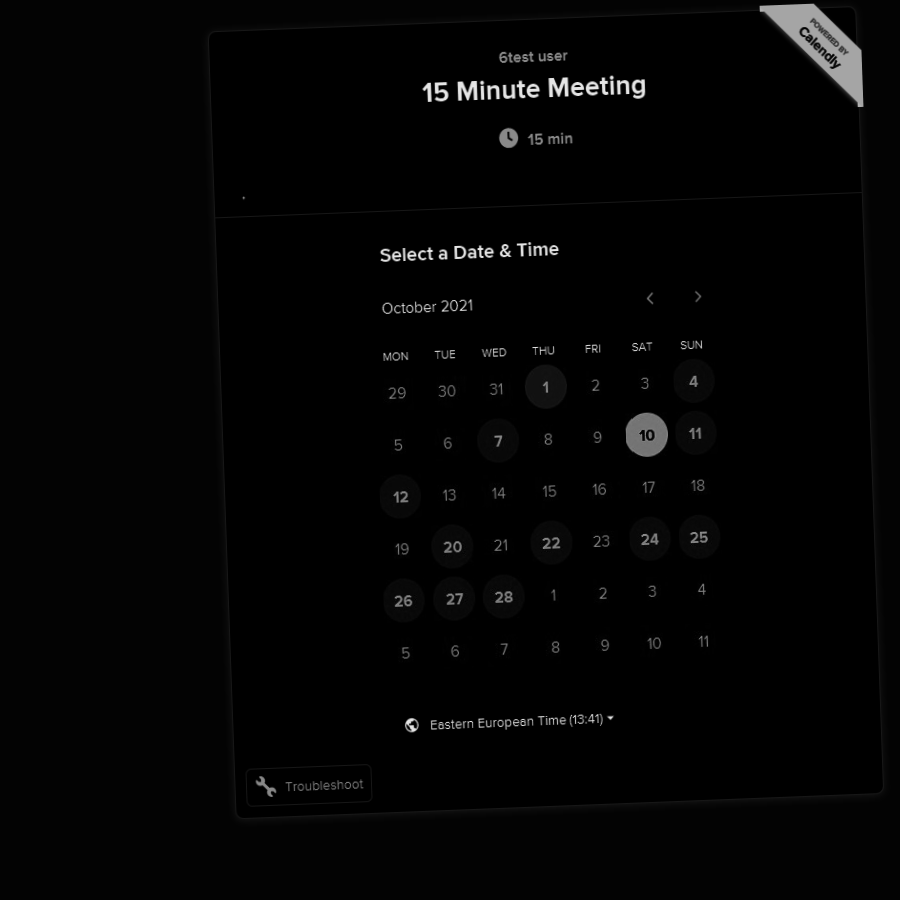 POWERED BY
Calendly
6test user
15 Minute Meeting
15 min
Select a Date & Time
October 2021
MON TUE WED THU FRI SAT SUN
29 30 31 1 2 3 4
5 6 7 8 9 10 11
12 13 14 15 16 17 18
19 20 21 22 23 24 25
26 27 28 1 2 3 4
5 6 7 8 9 10 11
Eastern European Time (13:41)
Troubleshoot